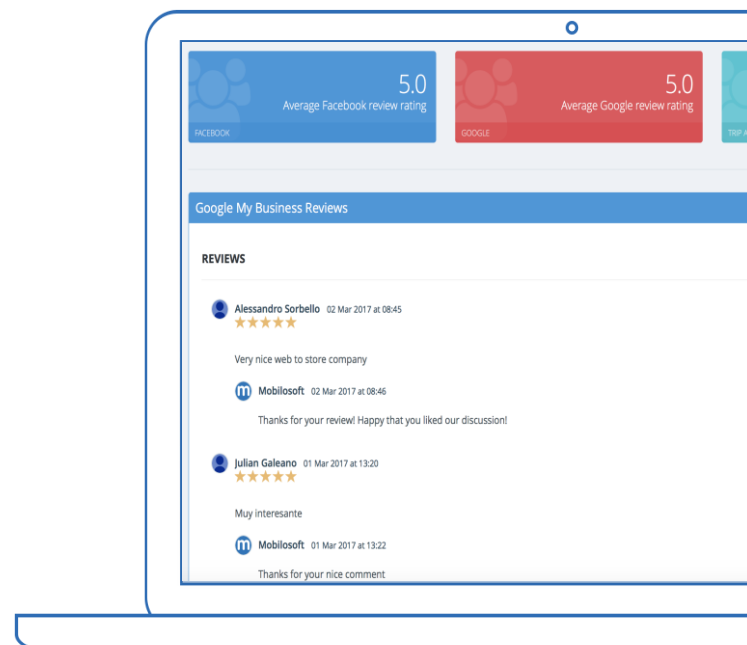 5.0
Average Facebook review rating
FACEBOOK
5.0
Average Google review rating
GOOGLE
TRIP A
Google My Business Reviews
REVIEWS
Alessandro Sorbello 02 Mar 2017 at 08:45
Very nice web to store company
m Mobilosoft 02 Mar 2017 at 08:46
Thanks for your review! Happy that you liked our discussion!
Julian Galeano 01 Mar 2017 at 13:20
Muy interesante
m Mobilosoft 01 Mar 2017 at 13:22
Thanks for your nice comment